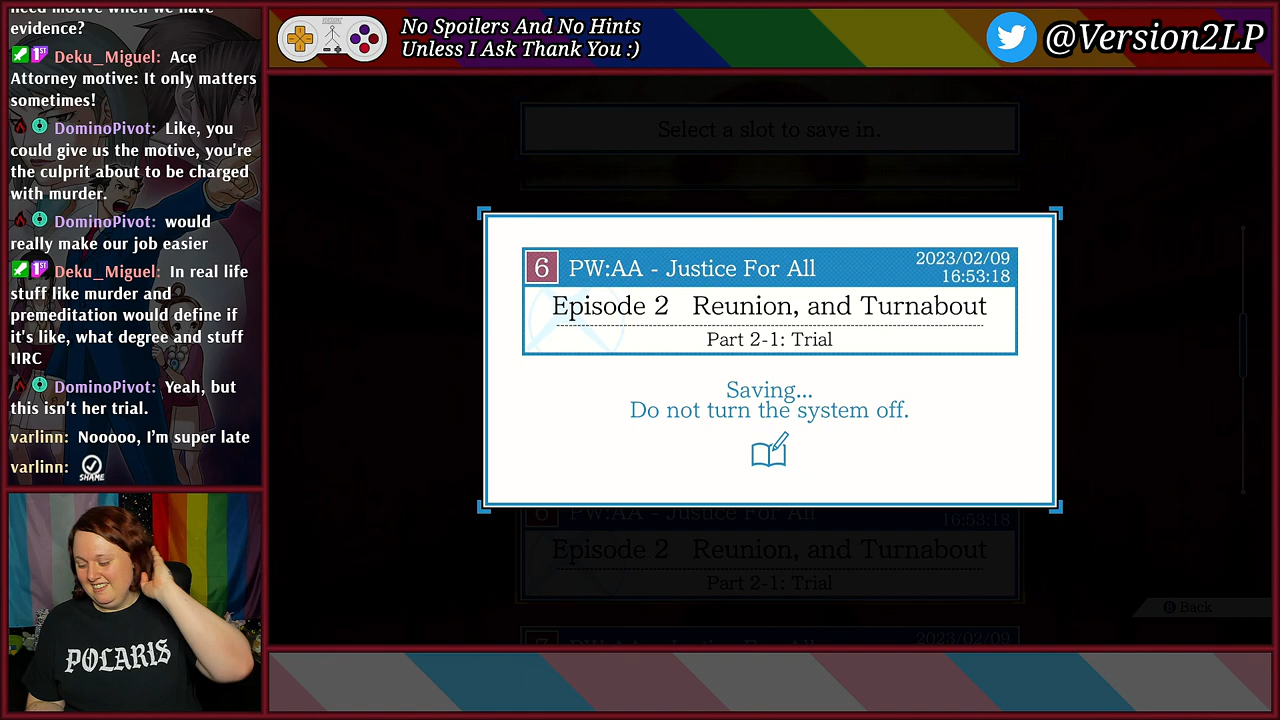 need motive when we have
evidence?
Deku_Miguel: Ace
Attorney motive: It only matters
sometimes!
DominoPivot: Like, you
could give us the motive, you're
the culprit about to be charged
with murder.
DominoPivot: would
really make our job easier
Deku_Miguel: In real life
stuff like murder and
premeditation would define if
it's like, what degree and stuff
IIRC
DominoPivot: Yeah, but
this isn't her trial.
varlinn: Nooooo, I'm super late
varlinn:
SHAME
POLARIS
No Spoilers And No Hints
Unless I Ask Thank You :)
@Version2LP
Select a slot to save in.
6 PW:AA - Justice For All 2023/02/09
16:53:18
Episode 2 Reunion, and Turnabout
Part 2-1: Trial
Saving...
Do not turn the system off.
6 PW:AA - Justice For All 16:53:18
Episode 2 Reunion, and Turnabout
Part 2-1: Trial
B Back
7 PW:AA - Justice For All 2023/02/09